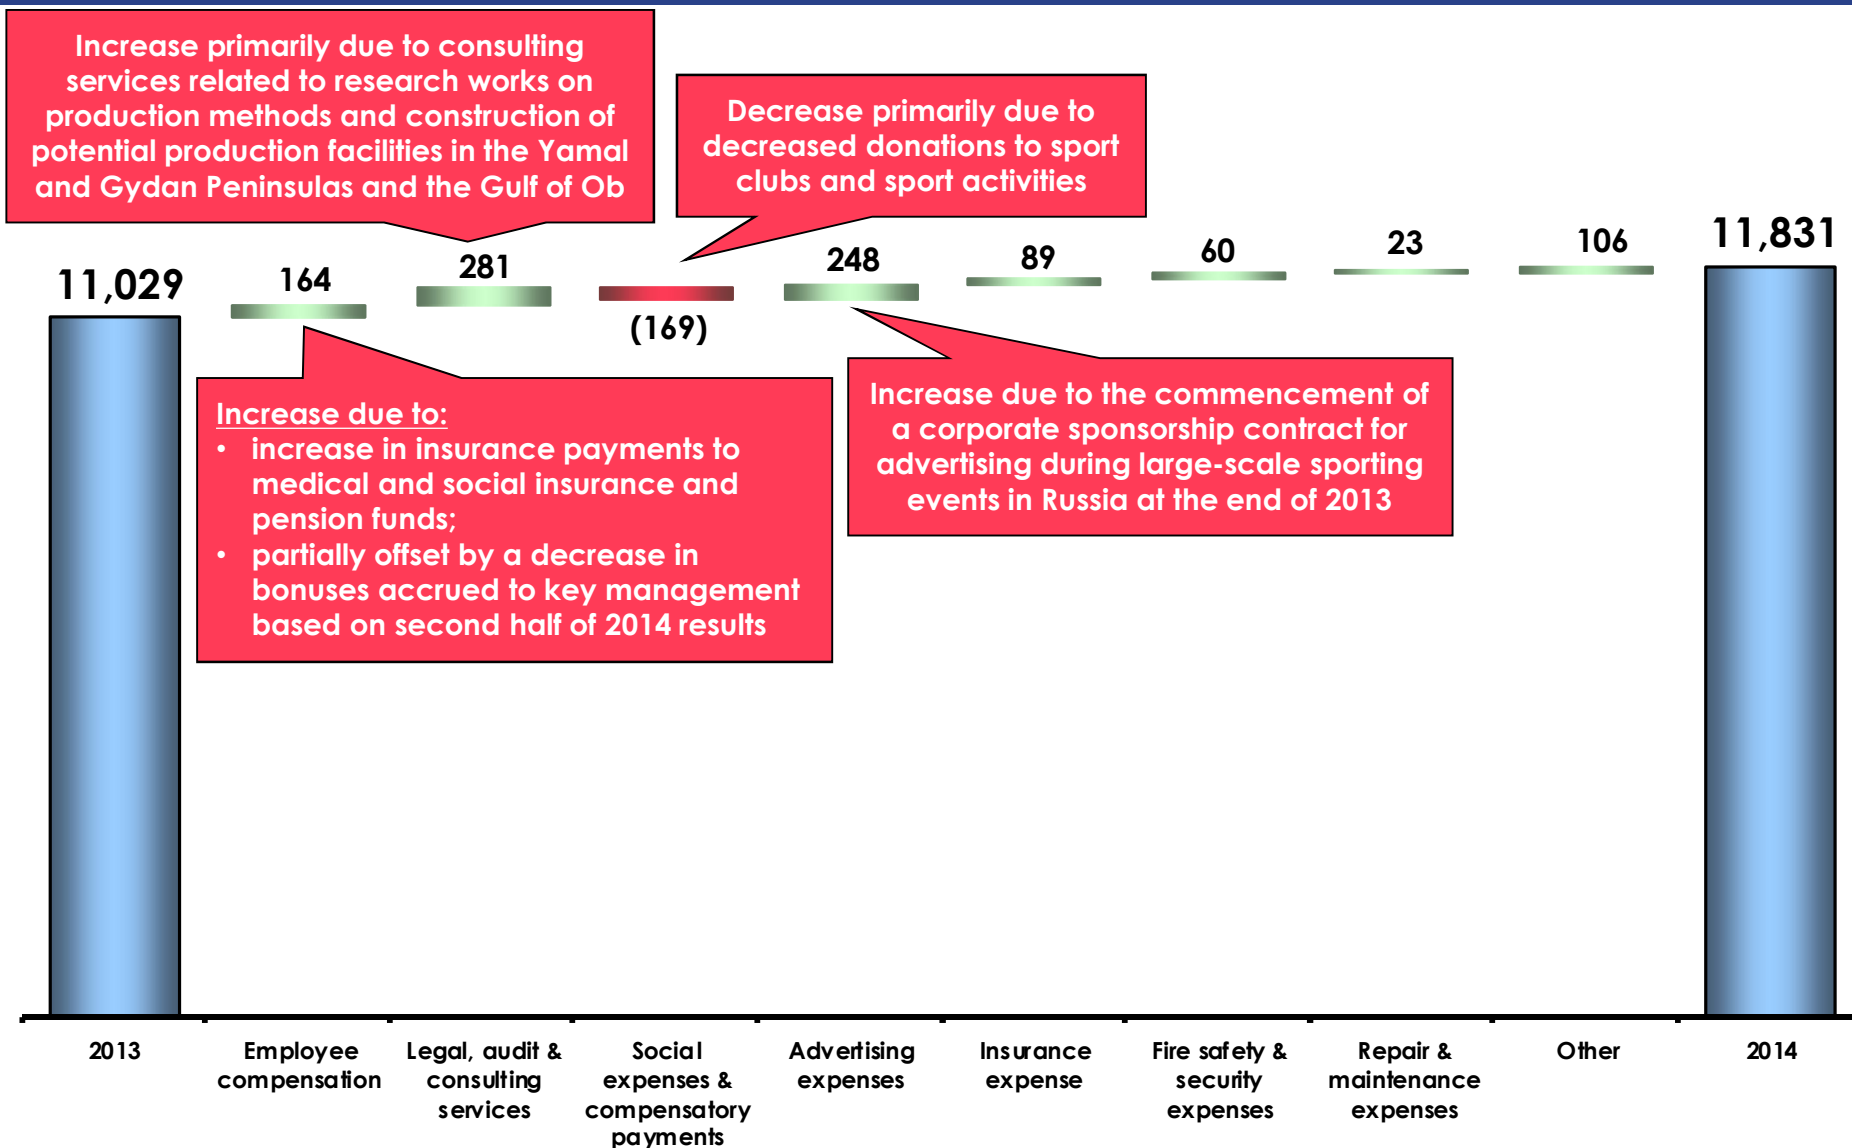 Increase primarily due to consulting
services related to research works on
production methods and construction of
potential production facilities in the Yamal
and Gydan Peninsulas and the Gulf of Ob
Decrease primarily due to
decreased donations to sport
clubs and sport activities
11,029
164
281
(169)
248
89
60
23
106
11,831
Increase due to:
• increase in insurance payments to
medical and social insurance and
pension funds;
• partially offset by a decrease in
bonuses accrued to key management
based on second half of 2014 results
Increase due to the commencement of
a corporate sponsorship contract for
advertising during large-scale sporting
events in Russia at the end of 2013
2013
Employee
compensation
Legal, audit &
consulting
services
Social
expenses &
compensatory
payments
Advertising
expenses
Insurance
expense
Fire safety &
security
expenses
Repair &
maintenance
expenses
Other
2014